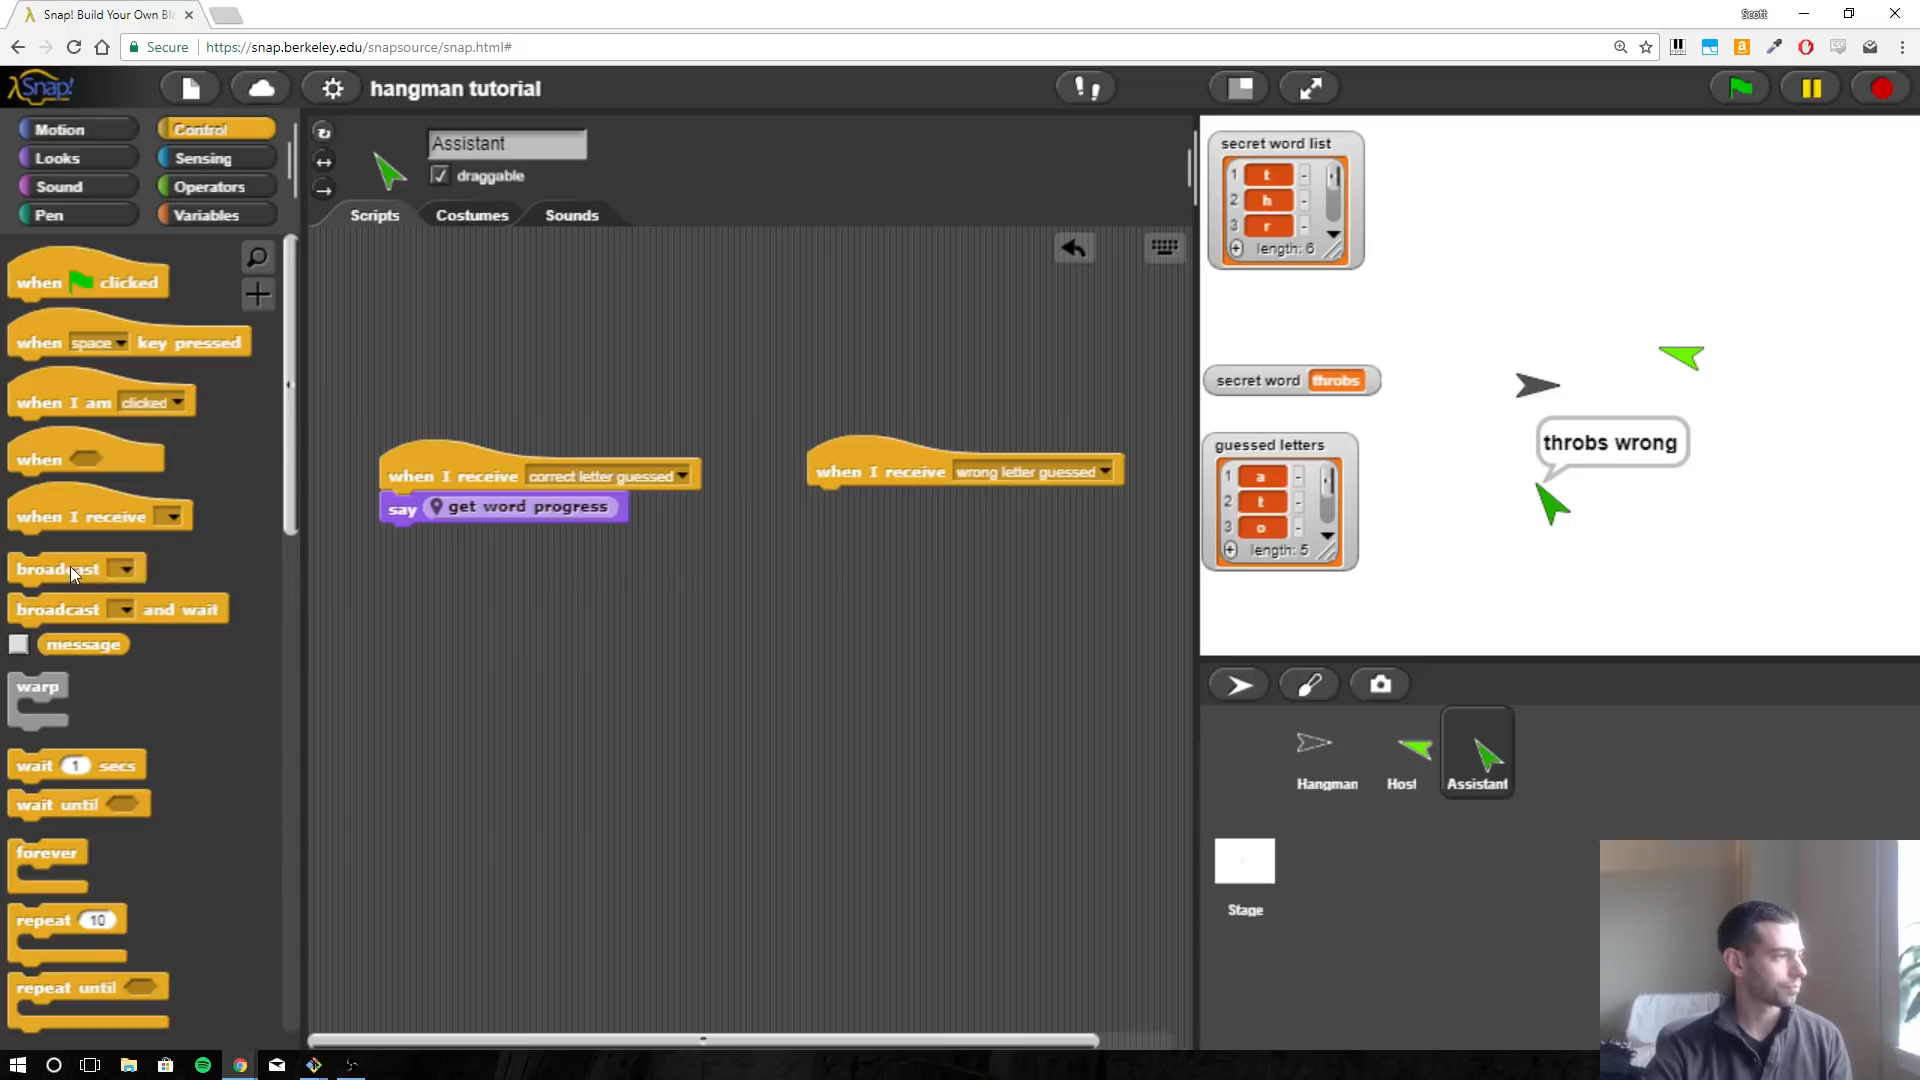 Snap! Build Your Own Bl
Scott
Secure
https://snap.berkeley.edu/snapsource/snap.html#
Snap!
hangman tutorial
Motion
Control
Looks
Sensing
Sound
Operators
Pen
Variables
when clicked
when space key pressed
when I am clicked
when
when I receive
broadcast
broadcast and wait
message
warp
wait 1 secs
wait until
forever
repeat 10
repeat until
Assistant
draggable
Scripts
Costumes
Sounds
when I receive correct letter guessed
say get word progress
when I receive wrong letter guessed
secret word list
1 t -
2 h -
3 r -
+ length: 6
secret word throbs
guessed letters
1 a -
2 t -
3 o -
+ length: 5
throbs wrong
Hangman
Host
Assistant
Stage